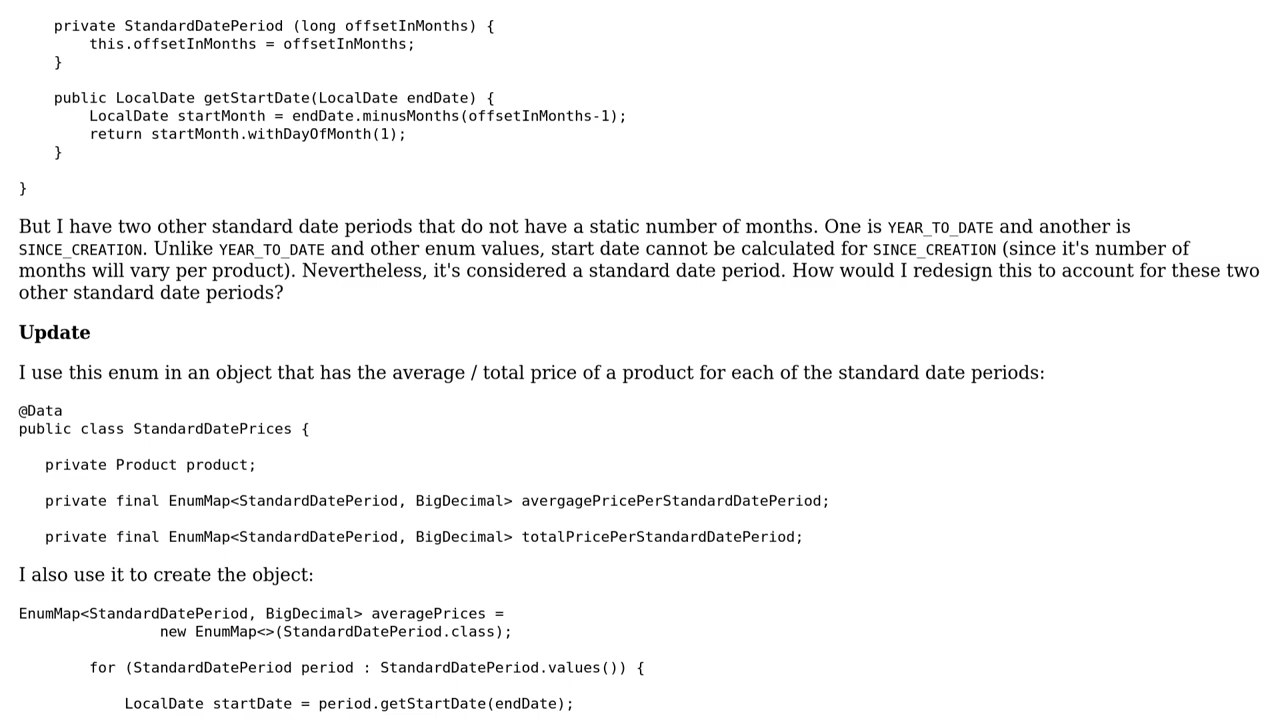 private StandardDatePeriod (long offsetInMonths) {
this.offsetInMonths = offsetInMonths;
}
public LocalDate getStartDate(LocalDate endDate) {
LocalDate startMonth = endDate.minusMonths(offsetInMonths-1);
return startMonth.withDayOfMonth(1);
}
}
But I have two other standard date periods that do not have a static number of months. One is YEAR_TO_DATE and another is
SINCE_CREATION. Unlike YEAR_TO_DATE and other enum values, start date cannot be calculated for SINCE_CREATION (since it's number of
months will vary per product). Nevertheless, it's considered a standard date period. How would I redesign this to account for these two
other standard date periods?
Update
I use this enum in an object that has the average / total price of a product for each of the standard date periods:
@Data
public class StandardDatePrices {
private Product product;
private final EnumMap<StandardDatePeriod, BigDecimal> avergagePricePerStandardDatePeriod;
private final EnumMap<StandardDatePeriod, BigDecimal> totalPricePerStandardDatePeriod;
I also use it to create the object:
EnumMap<StandardDatePeriod, BigDecimal> averagePrices =
new EnumMap<>(StandardDatePeriod.class);
for (StandardDatePeriod period : StandardDatePeriod.values()) {
LocalDate startDate = period.getStartDate(endDate);